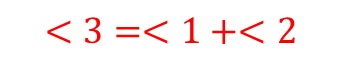 < 3 =< 1 +< 2